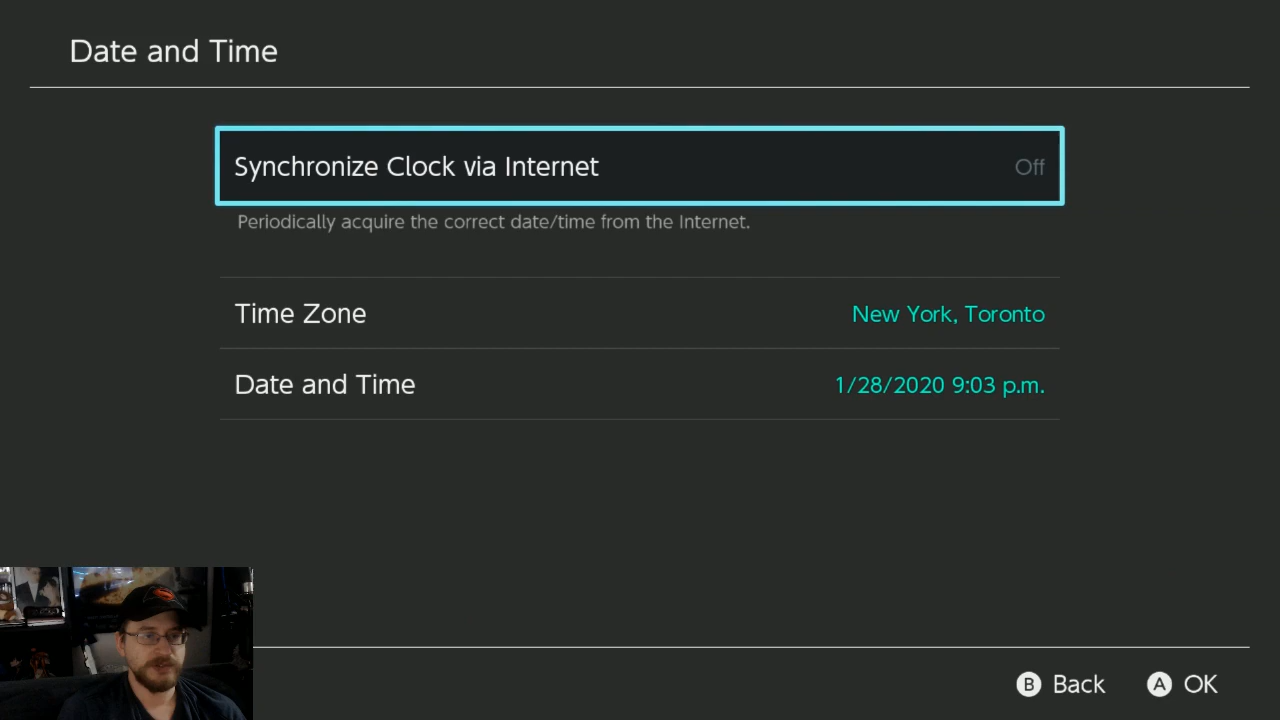 Date and Time
Synchronize Clock via Internet Off
Periodically acquire the correct date/time from the Internet.
Time Zone New York, Toronto
Date and Time 1/28/2020 9:03 p.m.
B Back A OK